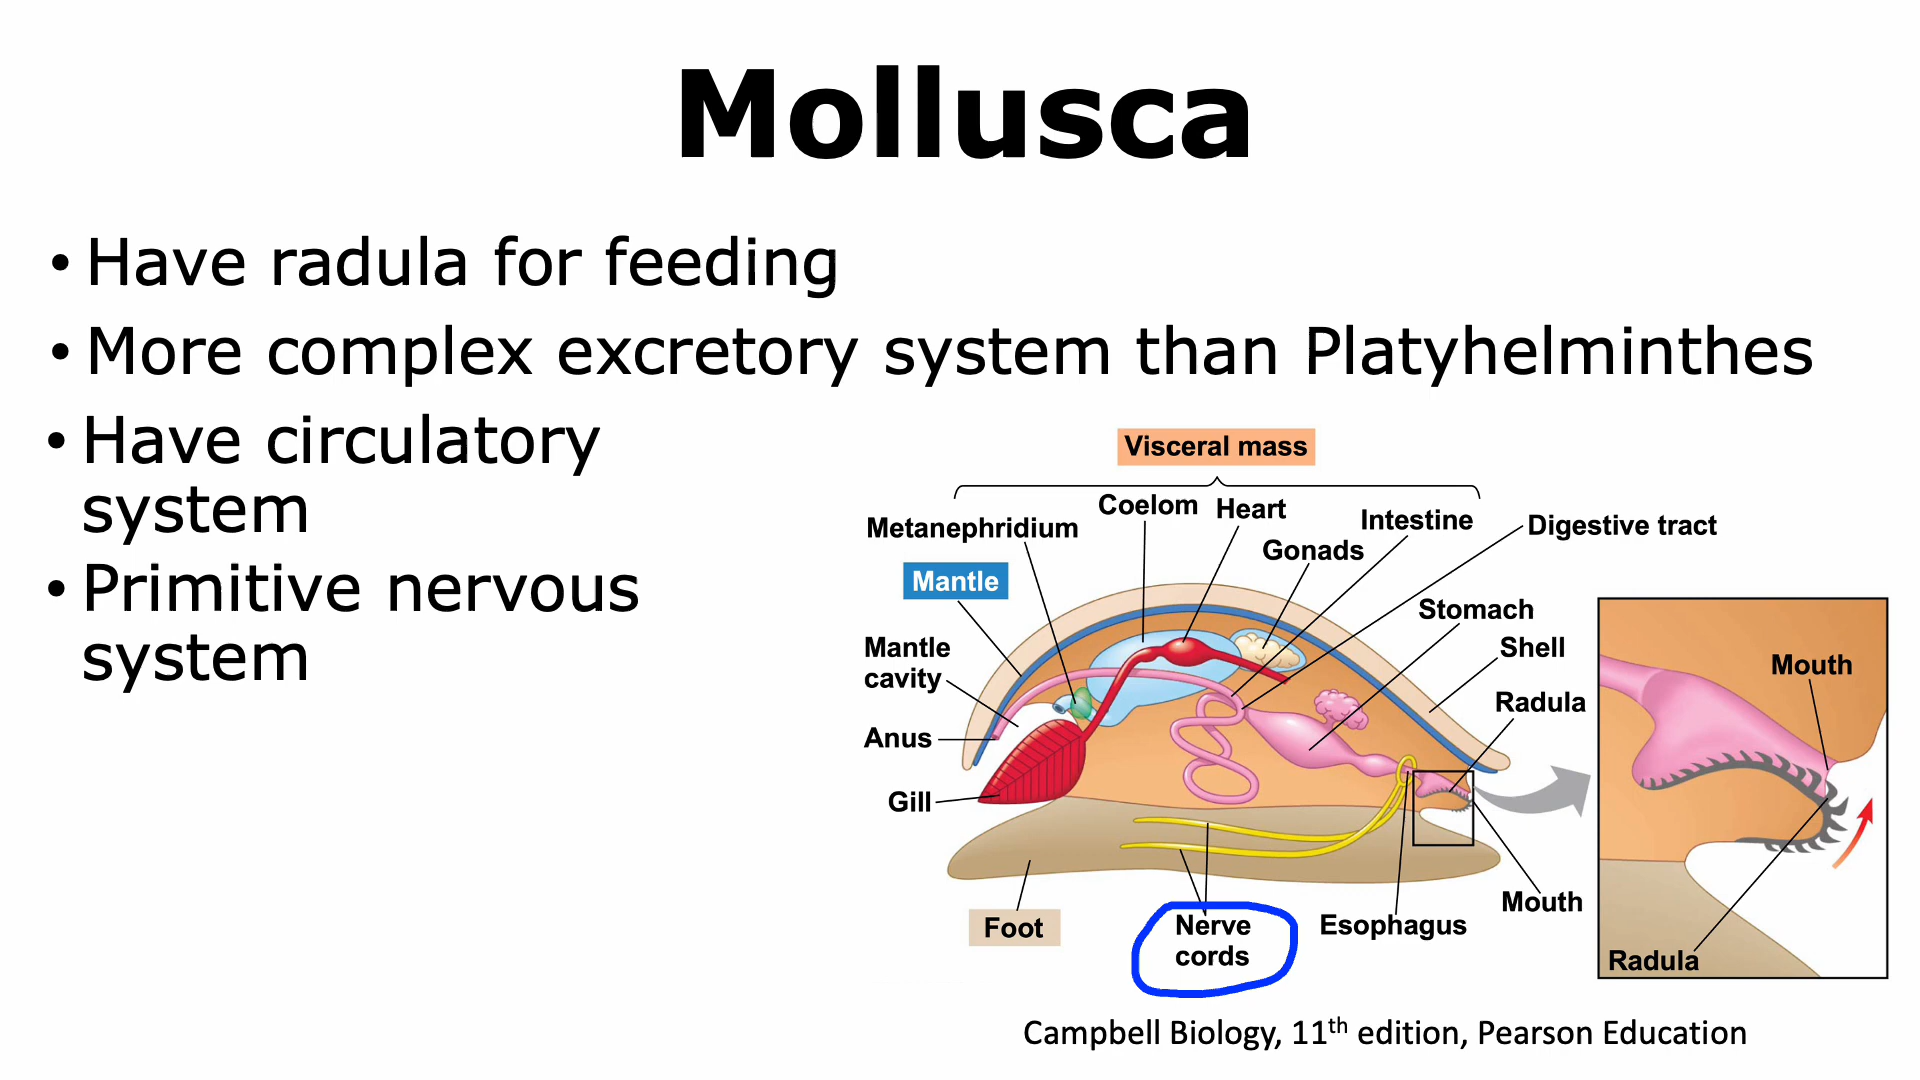 Mollusca
• Have radula for feeding
• More complex excretory system than Platyhelminthes
• Have circulatory
system
• Primitive nervous
system
Visceral mass
Coelom
Heart
Metanephridium
Intestine
Digestive tract
Gonads
Mantle
Stomach
Mantle
cavity
Shell
Radula
Anus
Gill
Mouth
Foot
Nerve
cords
Esophagus
Mouth
Radula
Campbell Biology, 11th edition, Pearson Education